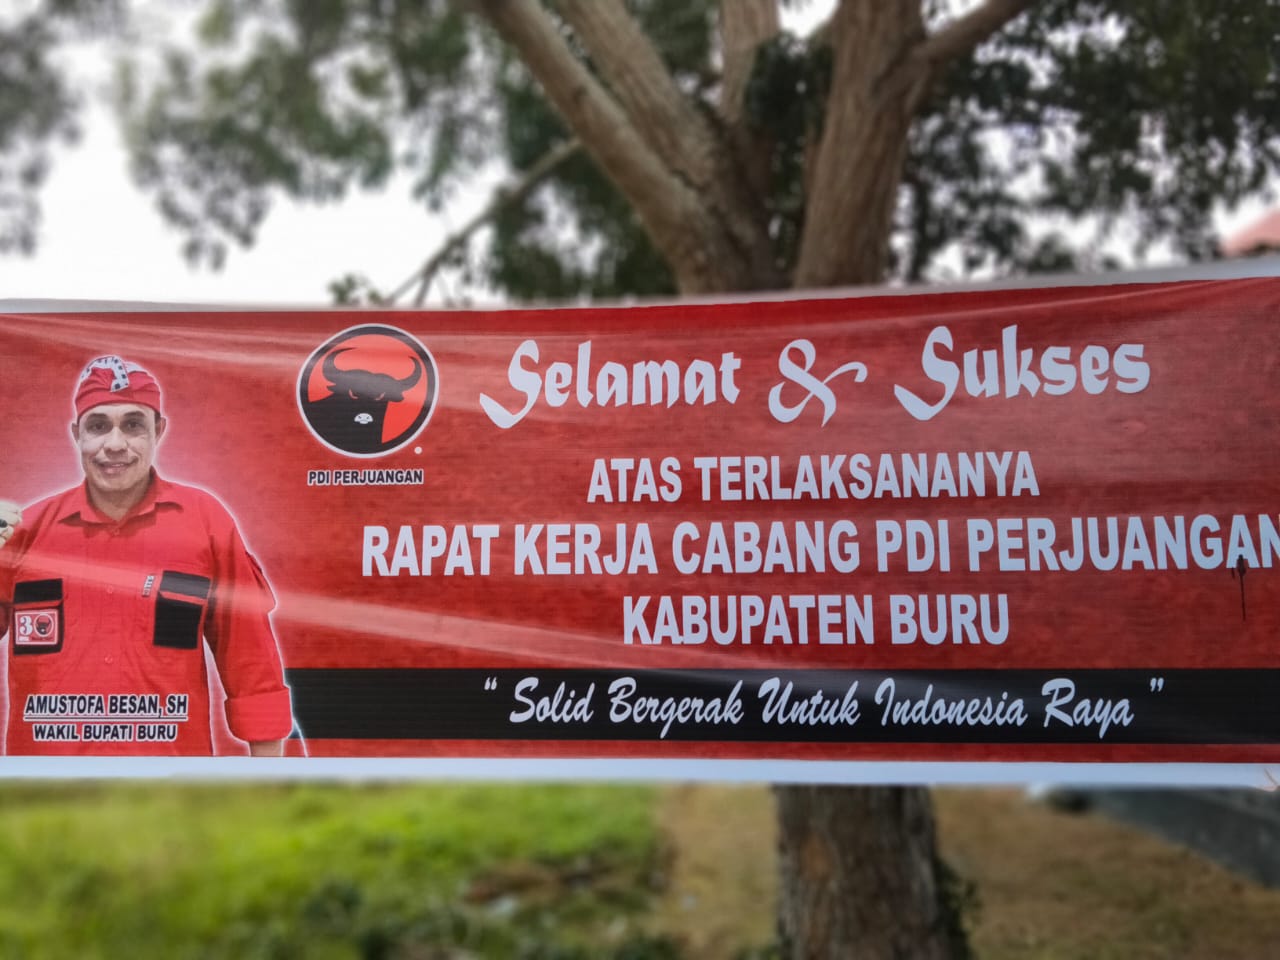 Selamat & Sukses
PDI PERJUANGAN
ATAS TERLAKSANANYA
RAPAT KERJA CABANG PDI PERJUANGAN
KABUPATEN BURU
30
AMUSTOFA BESAN, SH
WAKIL BUPATI BURU
“ Solid Bergerak Untuk Indonesia Raya ”